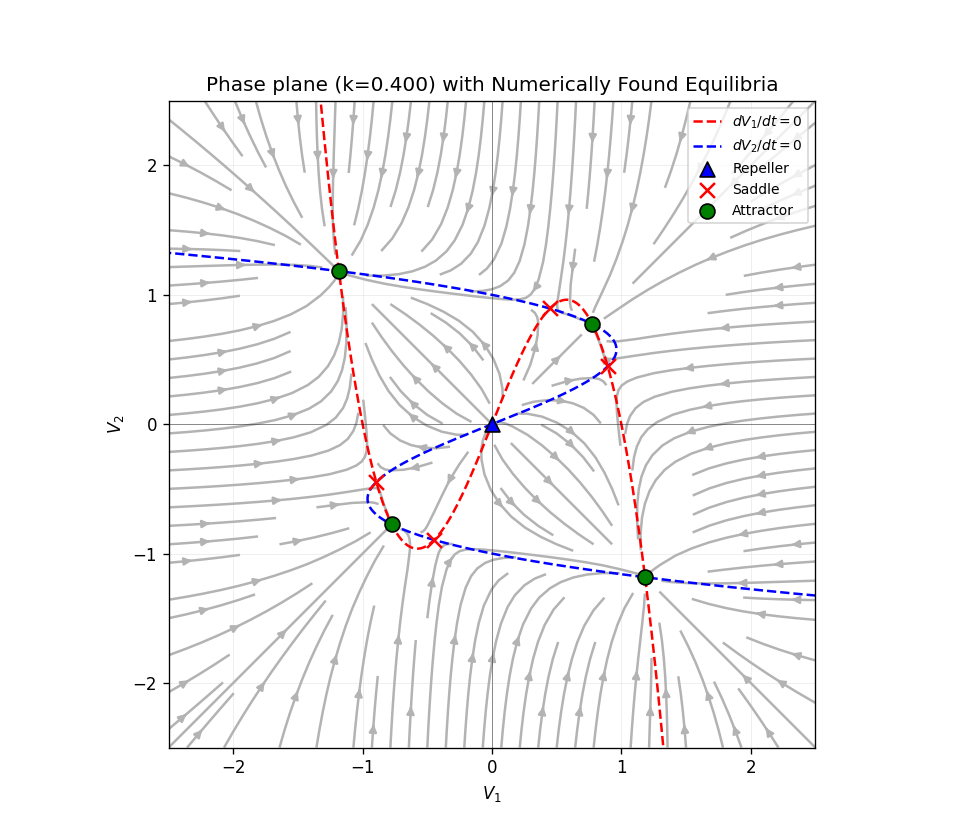 Phase plane (k=0.400) with Numerically Found Equilibria
dV₁/dt = 0
dV₂/dt = 0
Repeller
Saddle
Attractor
2
1
0
−1
−2
V₂
−2 −1 0 1 2
V₁